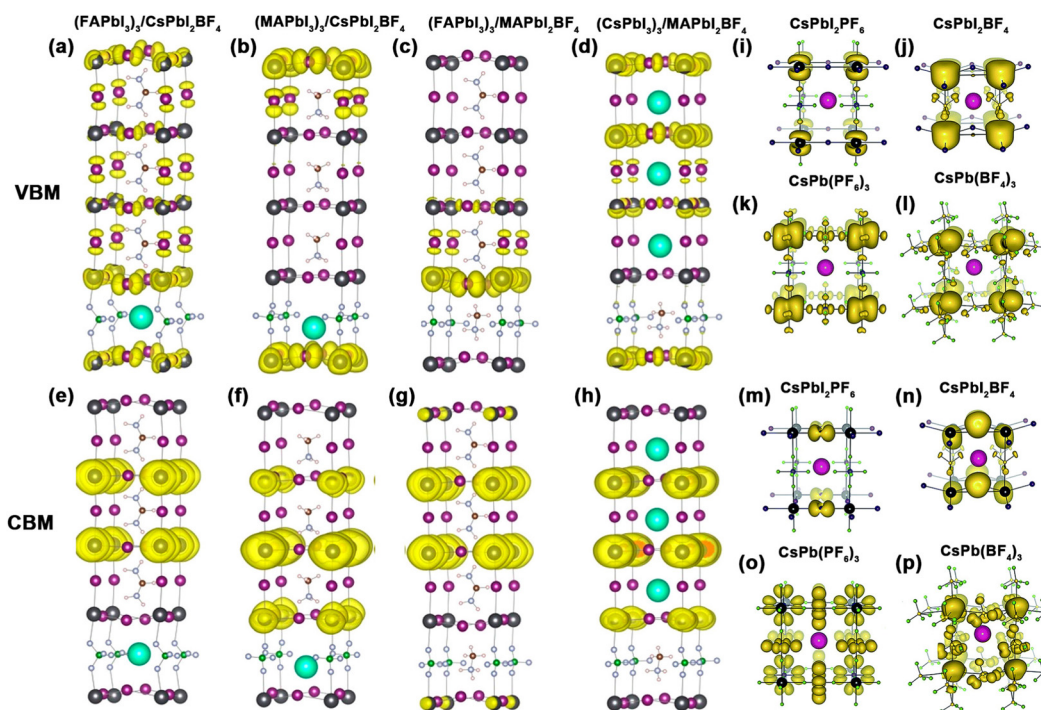 (FAPbI3)3/CsPbI2BF4 (MAPbI3)3/CsPbI2BF4 (FAPbI3)3/MAPbI2BF4 (CsPbI3)3/MAPbI2BF4 CsPbI2PF6 CsPbI2BF4
(a) (b) (c) (d) (i) (j)
CsPb(PF6)3 CsPb(BF4)3
VBM
(k) (l)
CsPbI2PF6 CsPbI2BF4
(e) (f) (g) (h) (m) (n)
CBM
CsPb(PF6)3 CsPb(BF4)3
(o) (p)